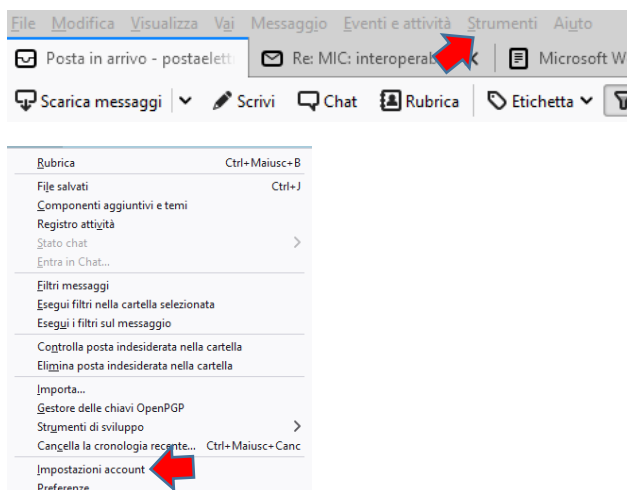 File Modifica Visualizza Vai Messaggio Eventi e attività Strumenti Aiuto
Posta in arrivo - postaelett Re: MIC: interoperab Microsoft W
Scarica messaggi Scrivi Chat Rubrica Etichetta
Rubrica Ctrl+Maiusc+B
File salvati Ctrl+J
Componenti aggiuntivi e temi
Registro attività
Stato chat
Entra in Chat...
Filtri messaggi
Esegui filtri nella cartella selezionata
Esegui i filtri sul messaggio
Controlla posta indesiderata nella cartella
Elimina posta indesiderata nella cartella
Importa...
Gestore delle chiavi OpenPGP
Strumenti di sviluppo
Cancella la cronologia recente... Ctrl+Maiusc+Canc
Impostazioni account
Preferenze